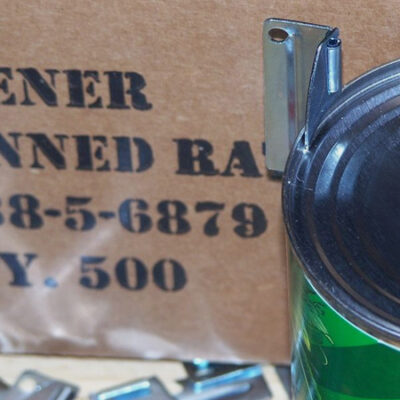 ENER
NNED RA
38-5-6879
Y. 500